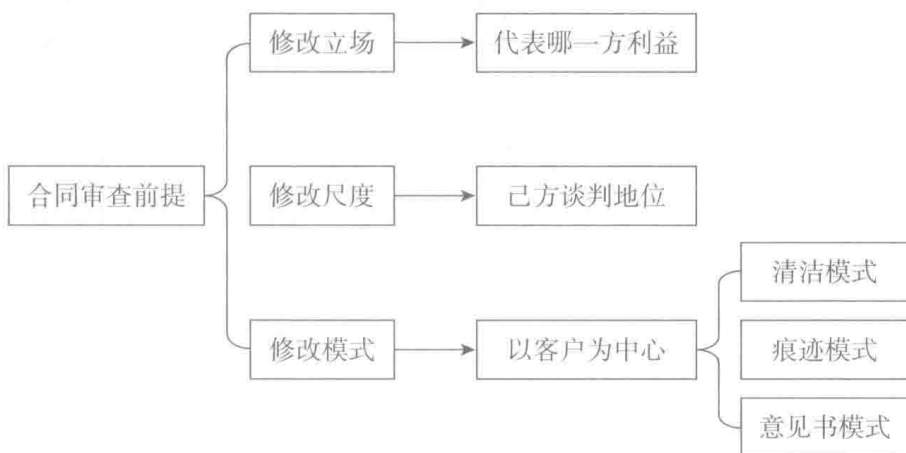 修改立场
代表哪一方利益
合同审查前提
修改尺度
己方谈判地位
清洁模式
修改模式
以客户为中心
痕迹模式
意见书模式